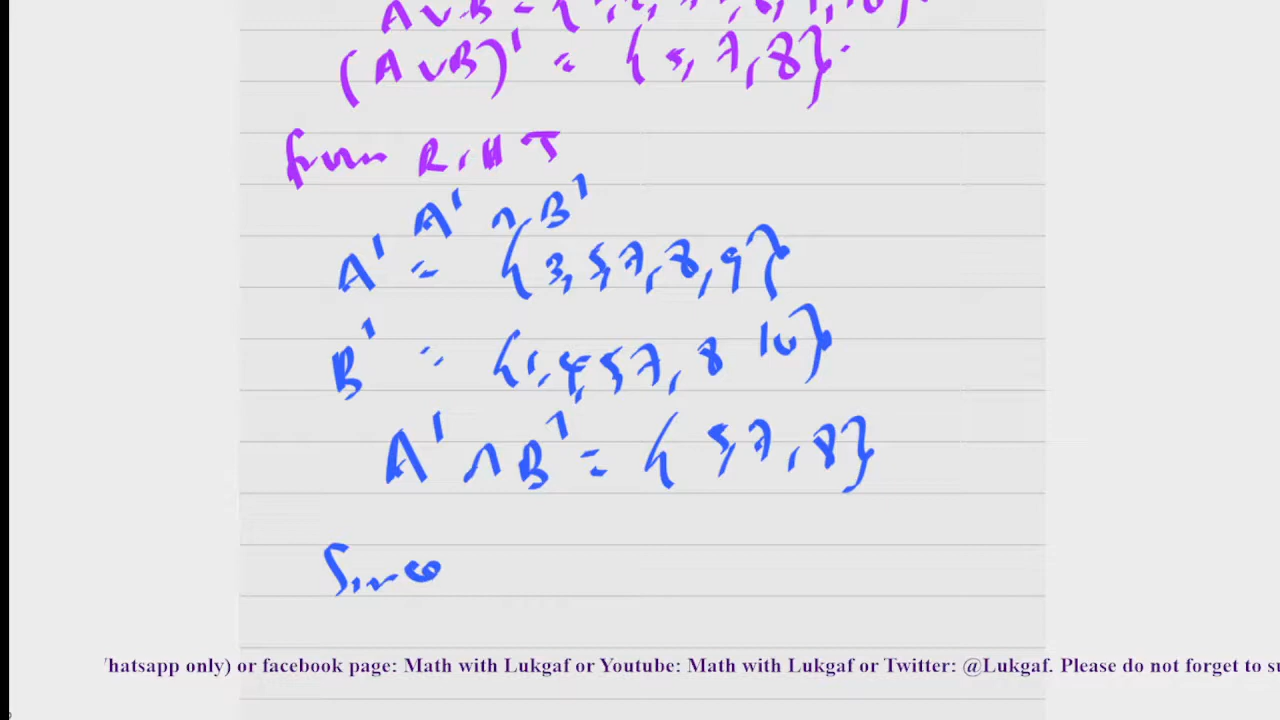 (A∪B)' = {5, 7, 8}.
from R.H
A' ∩ B'
A' = {3, 5, 7, 8, 9}
B' = {1, 4, 5 7, 8 10}
A' ∩ B' = { 5, 7, 8}
Since
hatsapp only) or facebook page: Math with Lukgaf or Youtube: Math with Lukgaf or Twitter: @Lukgaf. Please do not forget to su